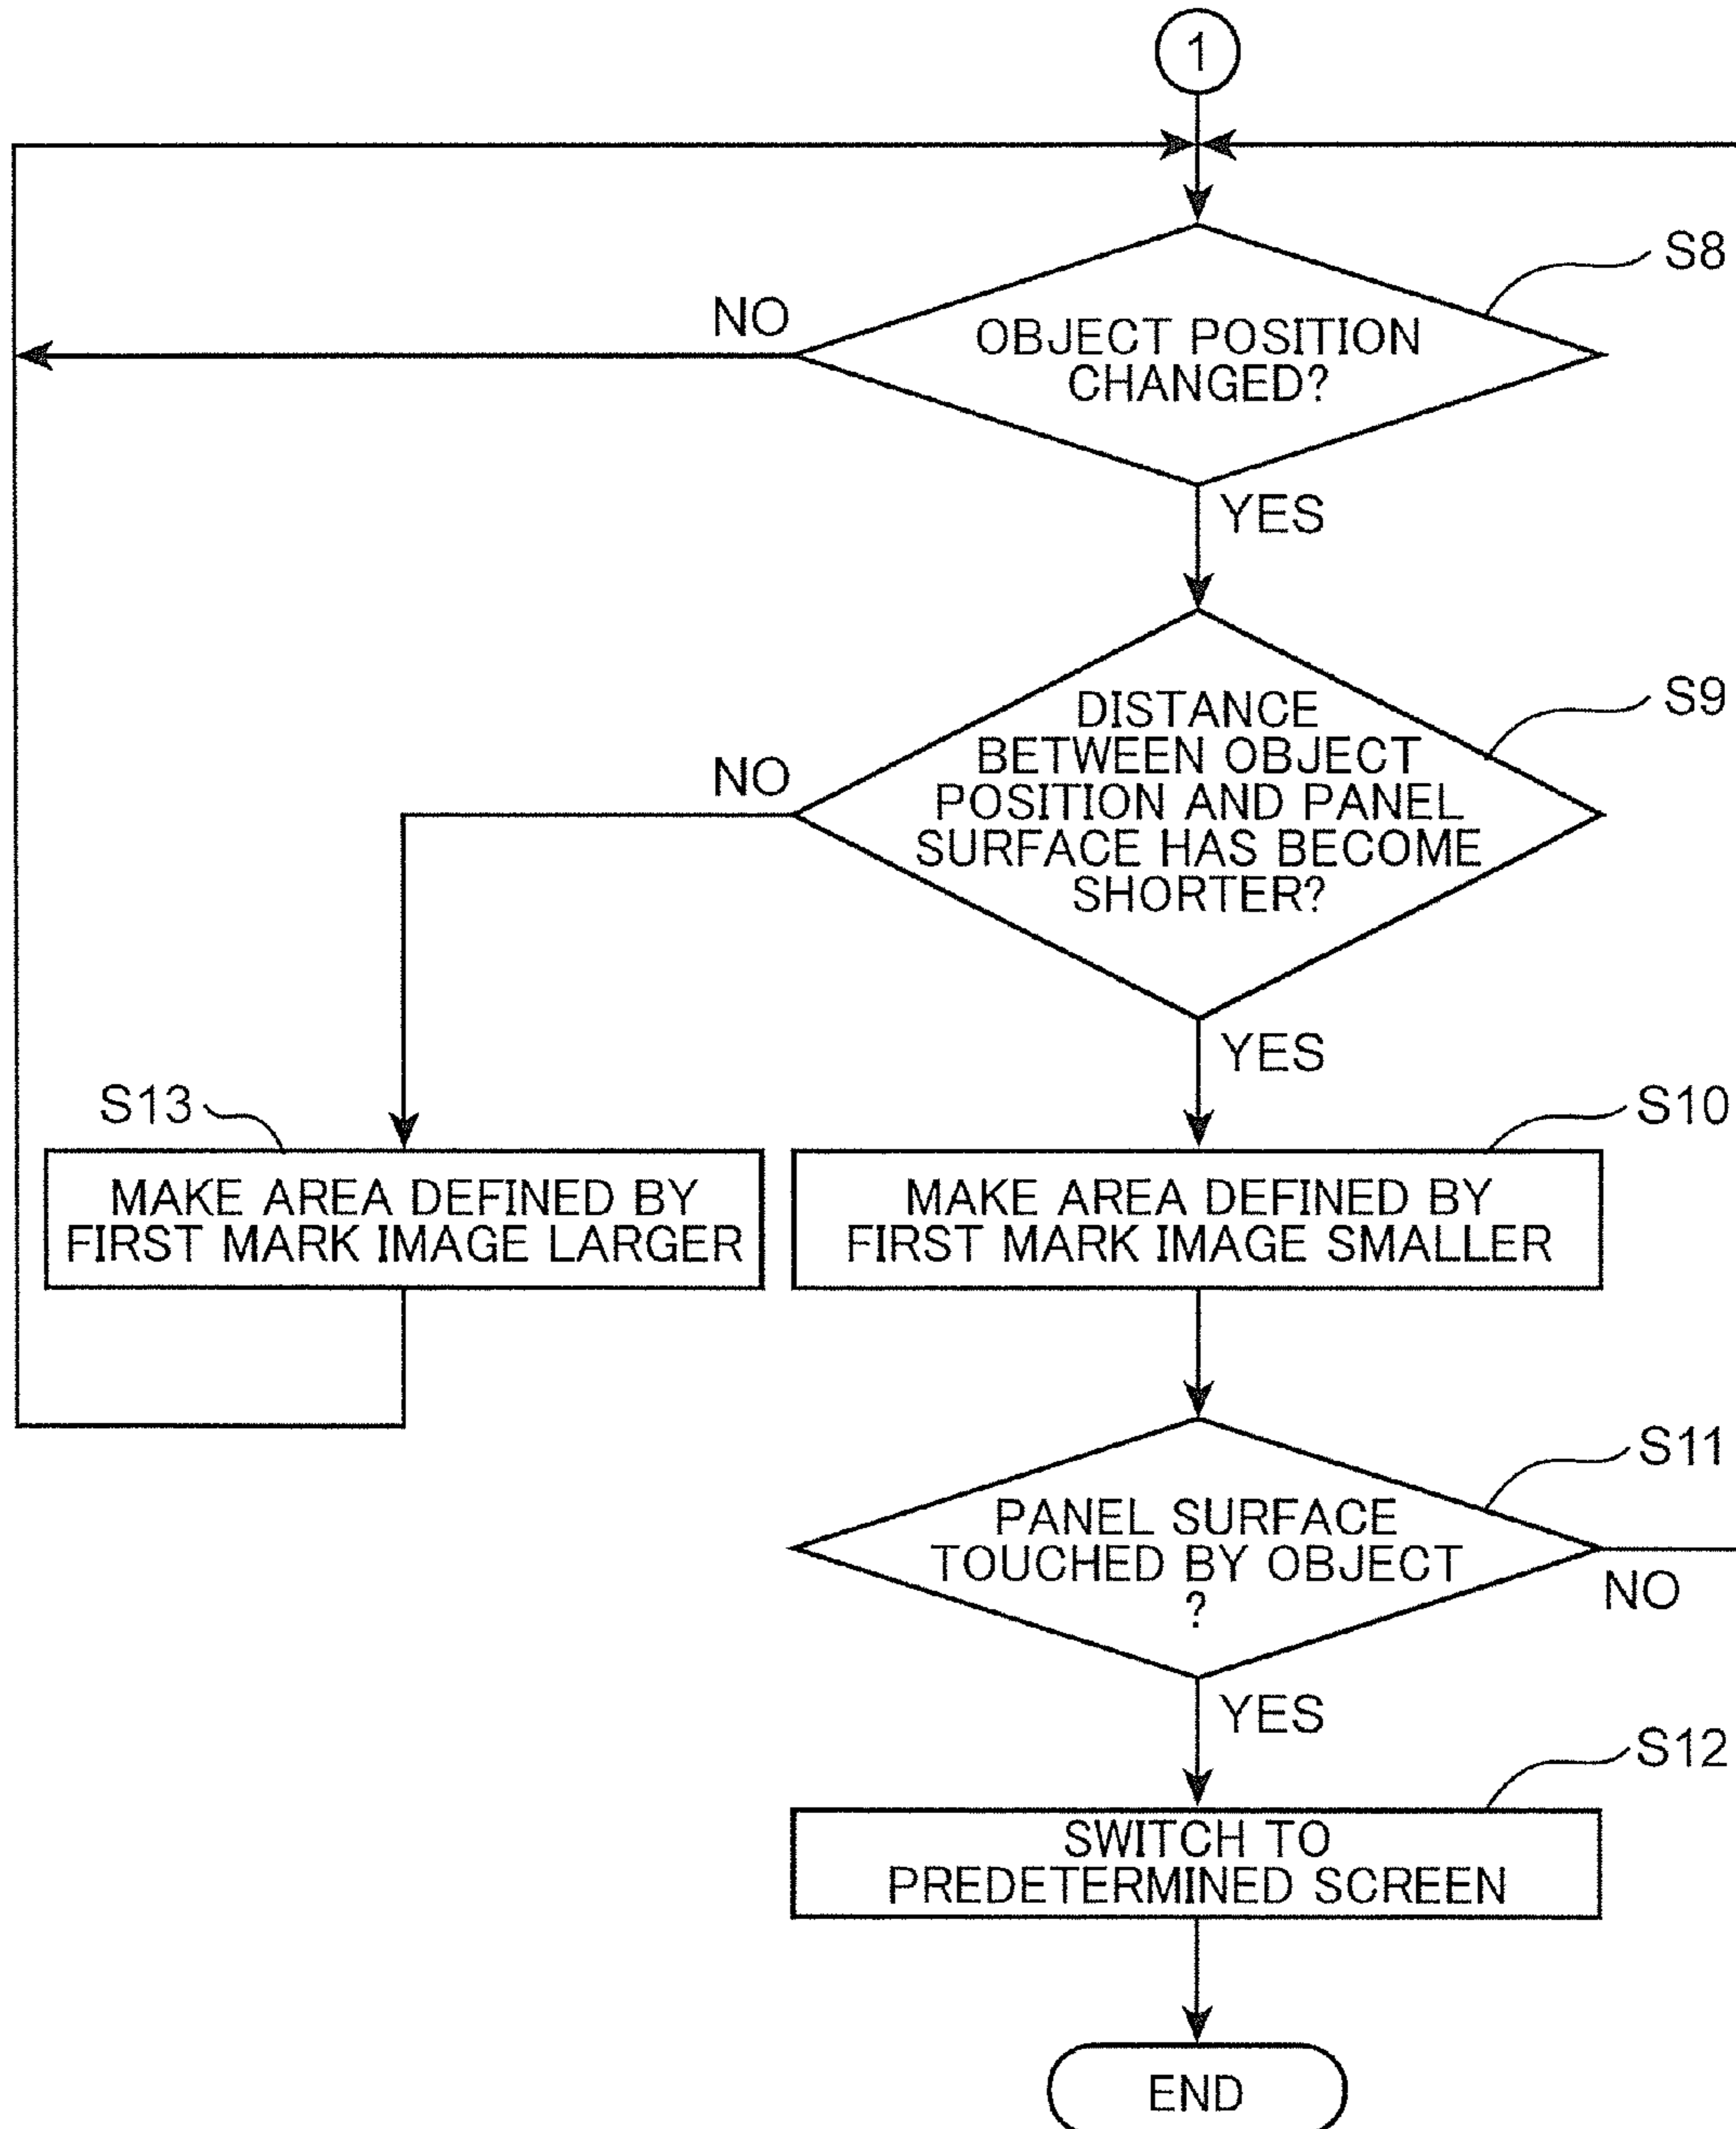 1
S8
NO
OBJECT POSITION
CHANGED?
YES
S9
NO
DISTANCE
BETWEEN OBJECT
POSITION AND PANEL
SURFACE HAS BECOME
SHORTER?
YES
S13
S10
MAKE AREA DEFINED BY
FIRST MARK IMAGE LARGER
MAKE AREA DEFINED BY
FIRST MARK IMAGE SMALLER
S11
PANEL SURFACE
TOUCHED BY OBJECT
?
NO
YES
S12
SWITCH TO
PREDETERMINED SCREEN
END